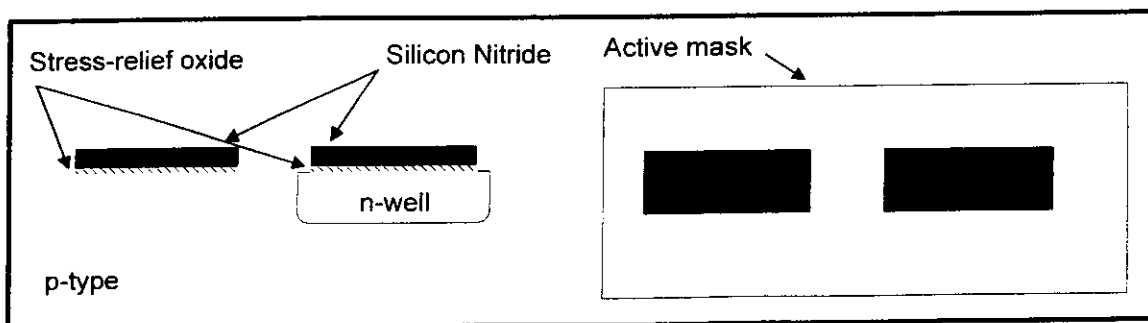 Stress-relief oxide
Silicon Nitride
Active mask
n-well
p-type